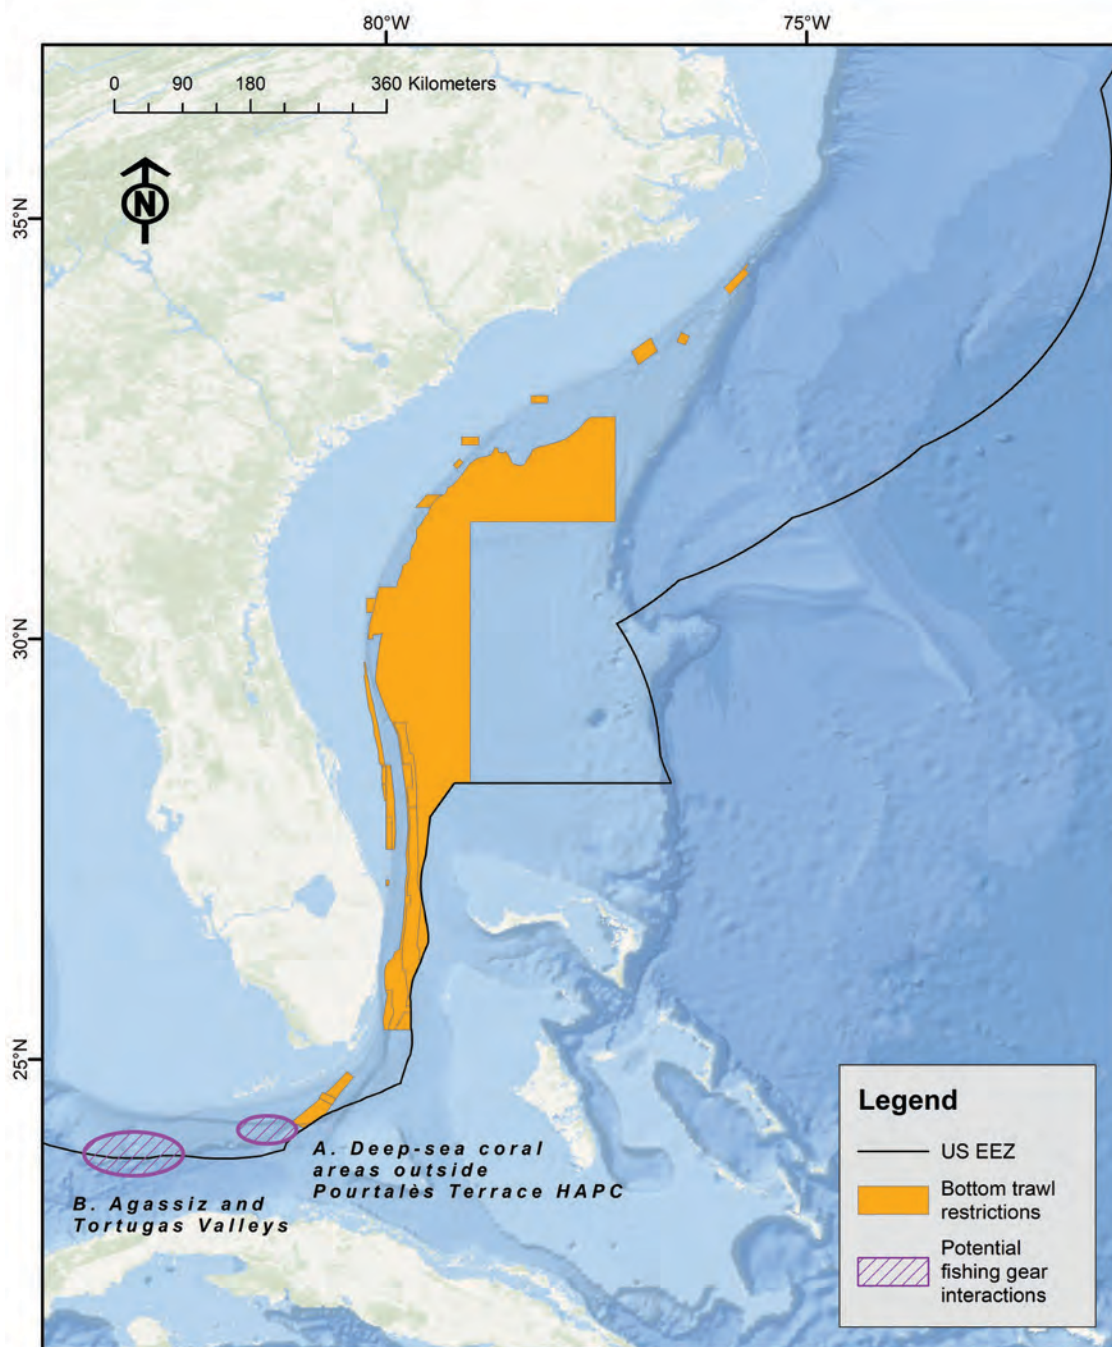 80°W
75°W
0 90 180 360 Kilometers
N
35°N
30°N
25°N
A. Deep-sea coral
areas outside
Pourtalès Terrace HAPC
B. Agassiz and
Tortugas Valleys
Legend
US EEZ
Bottom trawl
restrictions
Potential
fishing gear
interactions